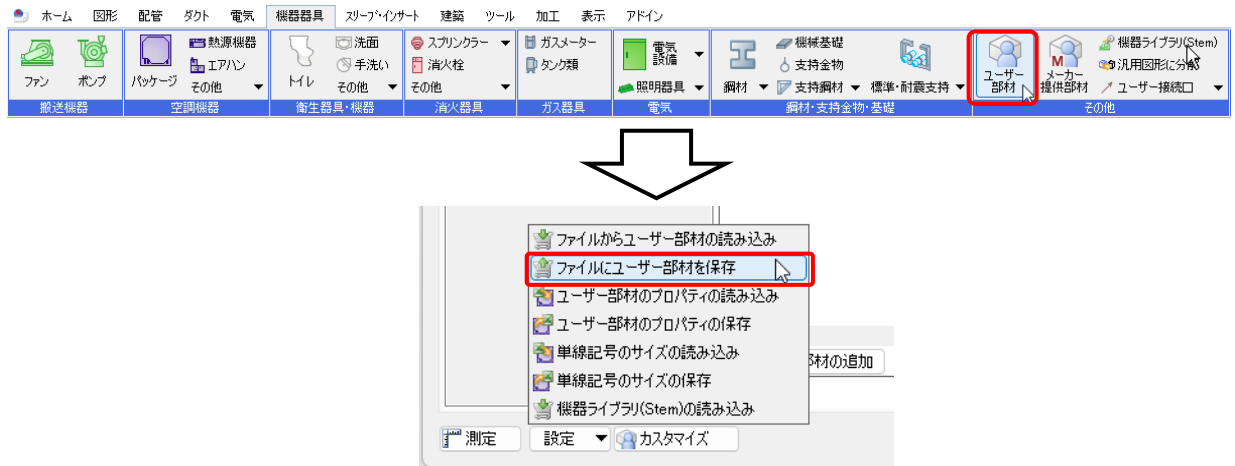 ホーム 図形 配管 ダクト 電気 機器器具 スリーブ・インサート 建築 ツール 加工 表示 アドイン
ファン ポンプ パッケージ 熱源機器 エアハン その他 トイレ 洗面 手洗い その他 スプリンクラー 消火栓 その他 ガスメーター タンク類 電気設備 照明器具 鋼材 機械基礎 支持金物 支持鋼材 標準・耐震支持 ユーザー部材 メーカー提供部材 機器ライブラリ(Stem) 汎用図形に分解 ユーザー接続口
搬送機器 空調機器 衛生器具・機器 消火器具 ガス器具 電気 鋼材・支持金物・基礎 その他
ファイルからユーザー部材の読み込み
ファイルにユーザー部材を保存
ユーザー部材のプロパティの読み込み
ユーザー部材のプロパティの保存
単線記号のサイズの読み込み
部材の追加
単線記号のサイズの保存
機器ライブラリ(Stem)の読み込み
測定 設定 カスタマイズ